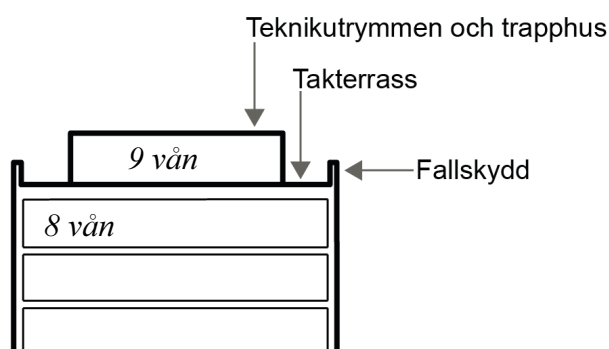 Teknikutrymmen och trapphus
Takterrass
9 vån
Fallskydd
8 vån